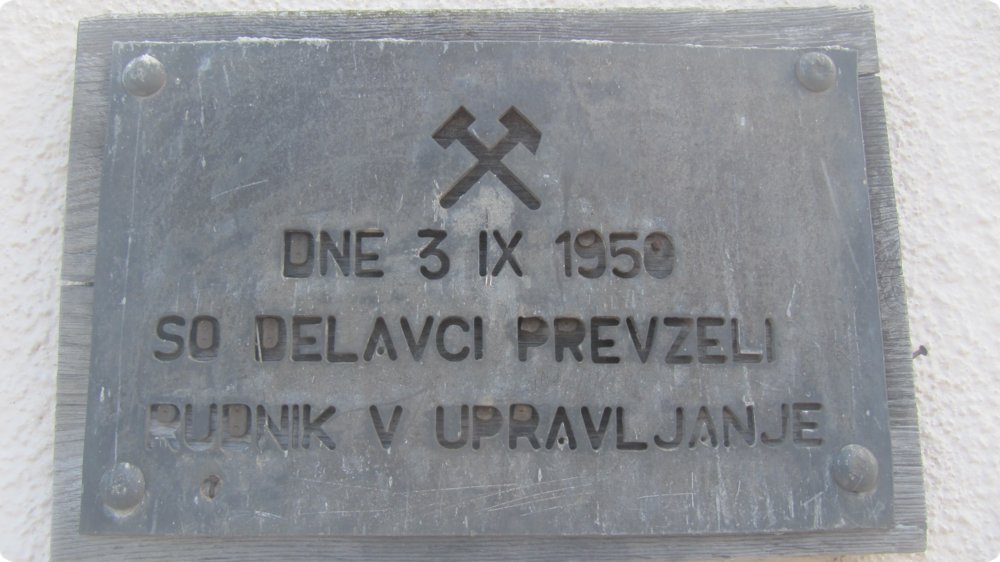 DNE 3 IX 1950
SO DELAVCI PREVZELI
RUDNIK V UPRAVLJANJE